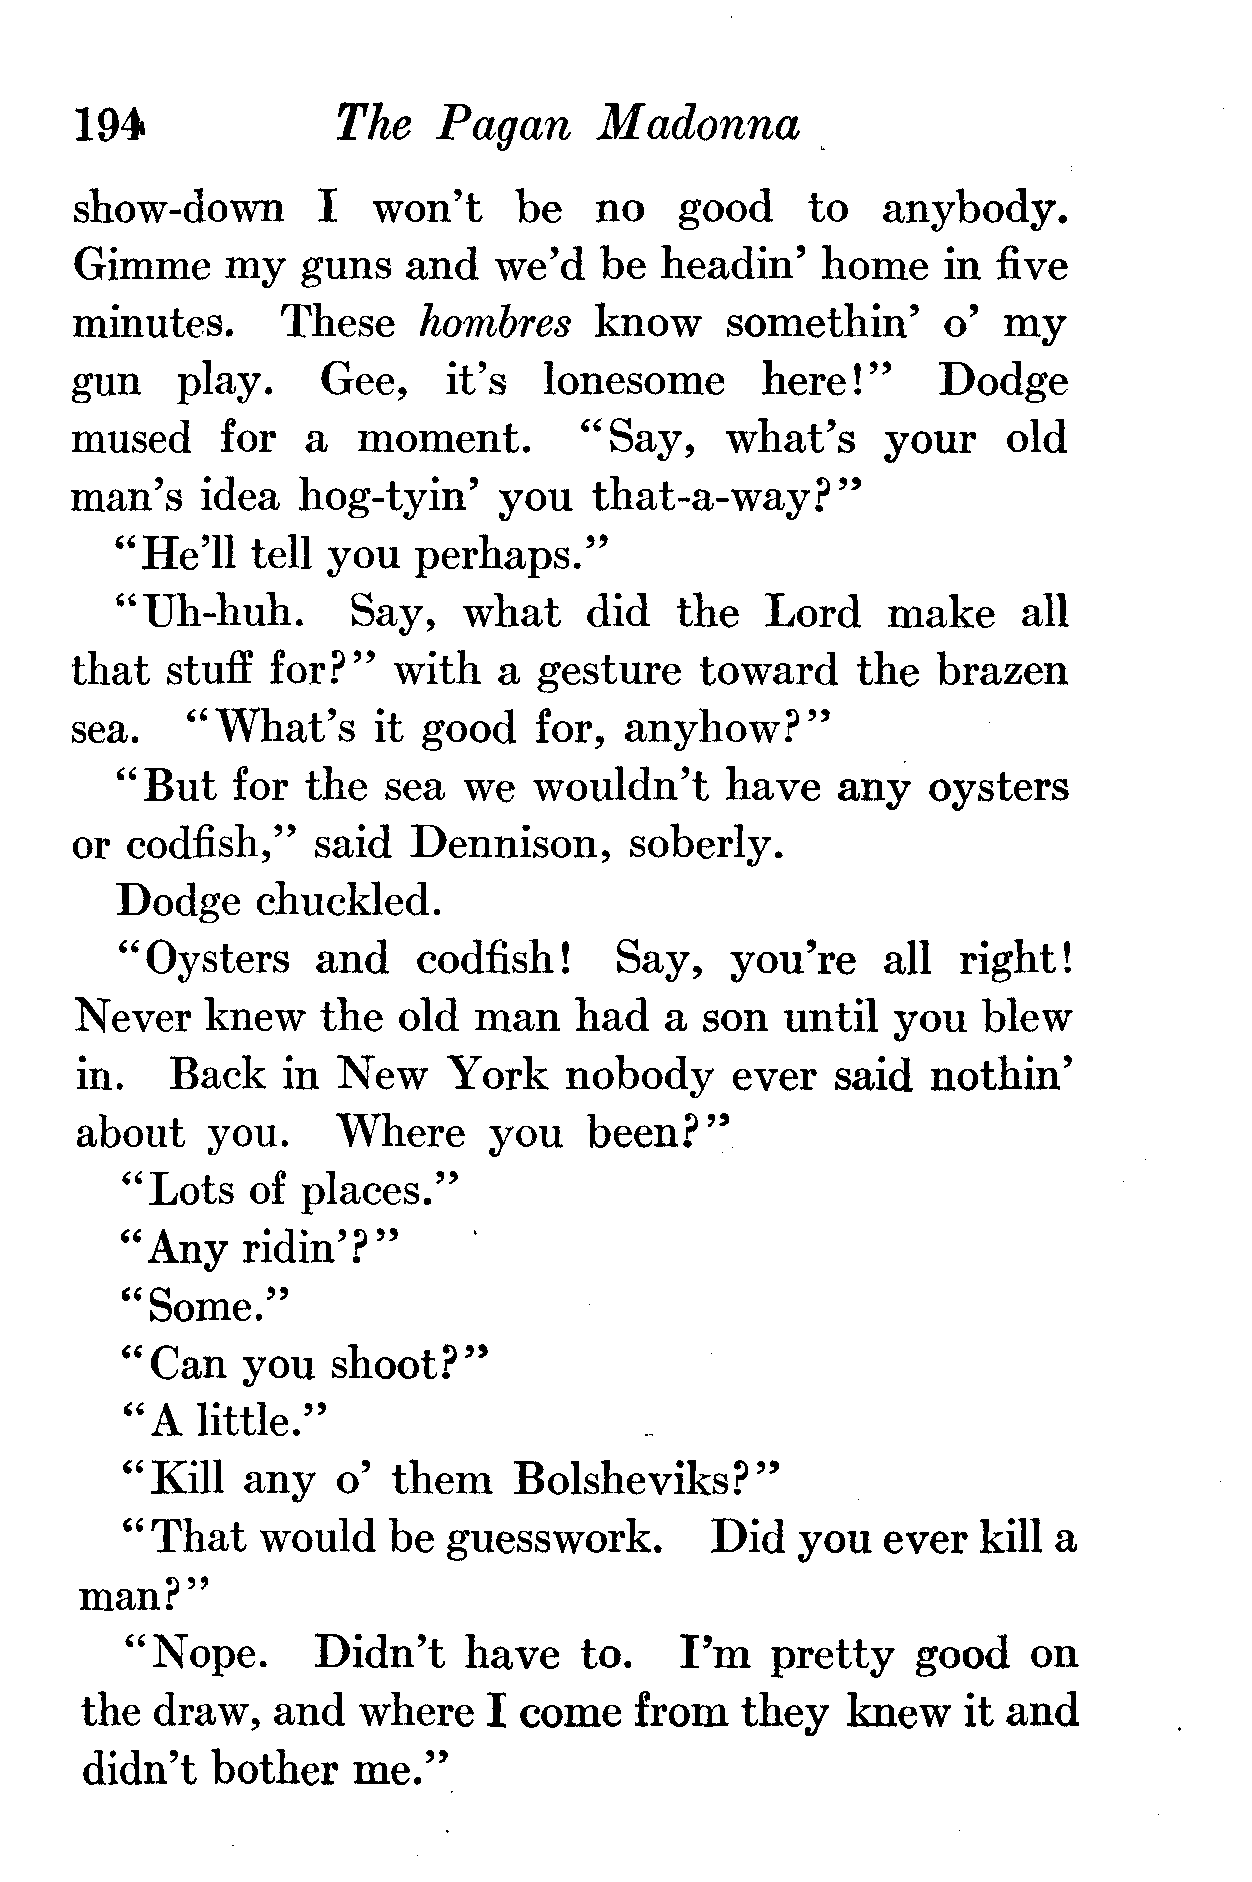 194 The Pagan Madonna
show-down I won't be no good to anybody.
Gimme my guns and we'd be headin' home in five
minutes. These hombres know somethin' o' my
gun play. Gee, it's lonesome here!" Dodge
mused for a moment. "Say, what's your old
man's idea hog-tyin' you that-a-way?"
"He'll tell you perhaps."
"Uh-huh. Say, what did the Lord make all
that stuff for?" with a gesture toward the brazen
sea. "What's it good for, anyhow?"
"But for the sea we wouldn't have any oysters
or codfish," said Dennison, soberly.
Dodge chuckled.
"Oysters and codfish! Say, you're all right!
Never knew the old man had a son until you blew
in. Back in New York nobody ever said nothin'
about you. Where you been?"
"Lots of places."
"Any ridin'?"
"Some."
"Can you shoot?"
"A little."
"Kill any o' them Bolsheviks?"
"That would be guesswork. Did you ever kill a
man?"
"Nope. Didn't have to. I'm pretty good on
the draw, and where I come from they knew it and
didn't bother me."